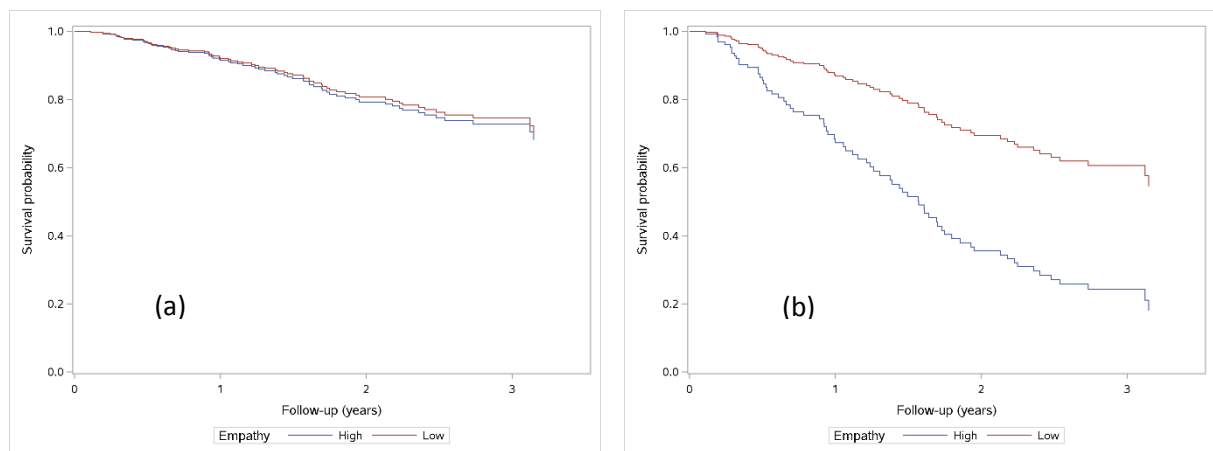 1.0
0.8
0.6
0.4
0.2
0.0
Survival probability
(a)
0 1 2 3
Follow-up (years)
Empathy High Low
1.0
0.8
0.6
0.4
0.2
0.0
Survival probability
(b)
0 1 2 3
Follow-up (years)
Empathy High Low